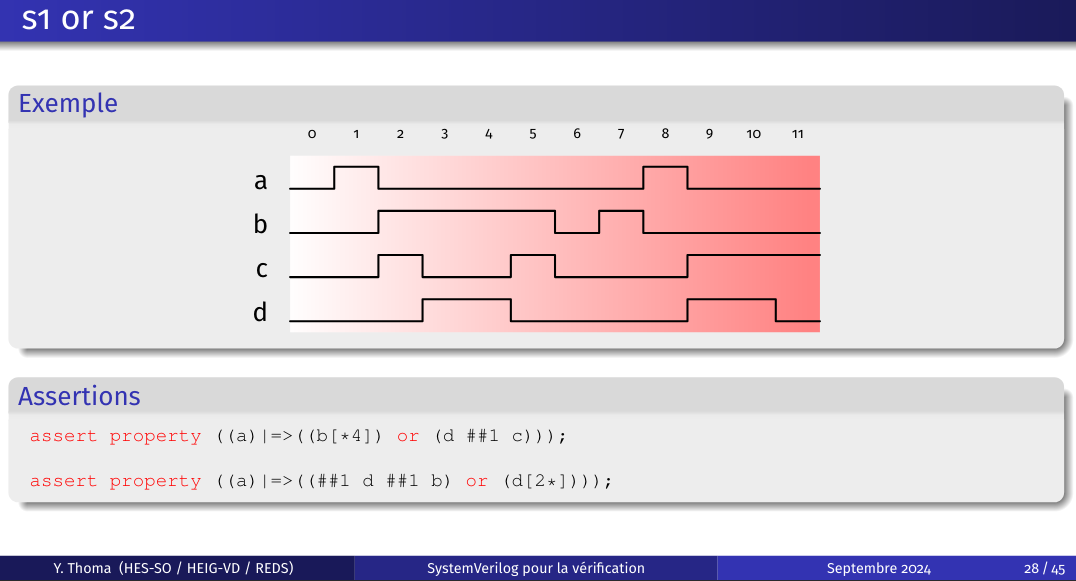 s1 or s2
Exemple
0 1 2 3 4 5 6 7 8 9 10 11
a
b
c
d
Assertions
assert property ((a)|=>((b[*4]) or (d ##1 c)));
assert property ((a)|=>((##1 d ##1 b) or (d[2*])));
Y. Thoma (HES-SO / HEIG-VD / REDS) SystemVerilog pour la vérification Septembre 2024 28 / 45